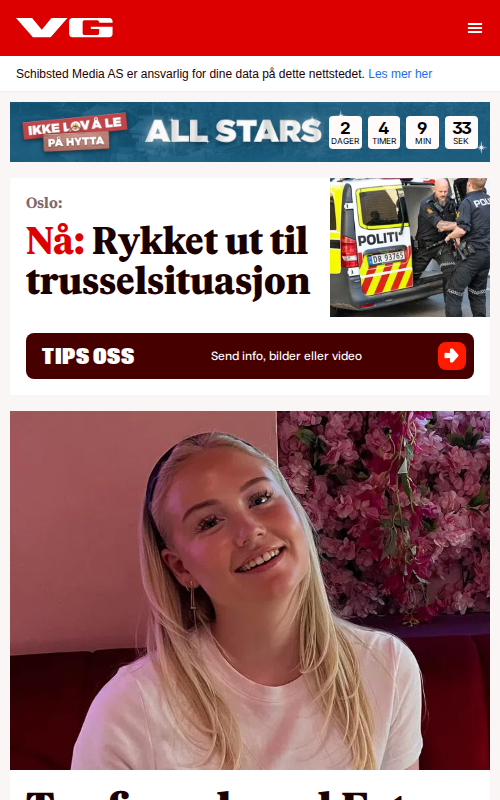 VG
Schibsted Media AS er ansvarlig for dine data på dette nettstedet. Les mer her
IKKE LOV Å LE
PÅ HYTTA
ALL STARS
2 4 9 33
DAGER TIMER MIN SEK
Oslo:
Nå: Rykket ut til
trusselsituasjon
POLITI
DB 93765
TIPS OSS
Send info, bilder eller video